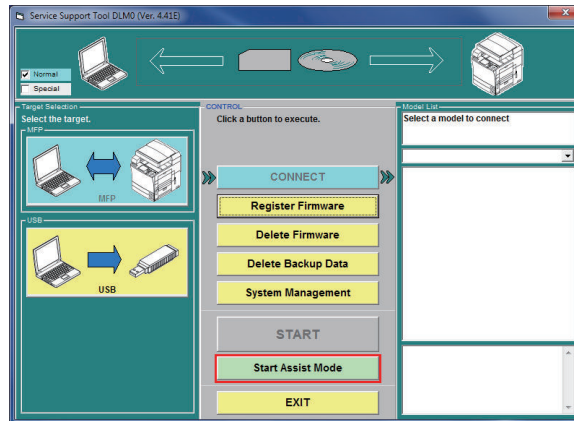 Service Support Tool DLM0 (Ver. 4.41E)
Normal
Special
Target Selection
Select the target.
MFP
MFP
USB
USB
CONTROL
Click a button to execute.
CONNECT
Register Firmware
Delete Firmware
Delete Backup Data
System Management
START
Start Assist Mode
EXIT
Model List
Select a model to connect